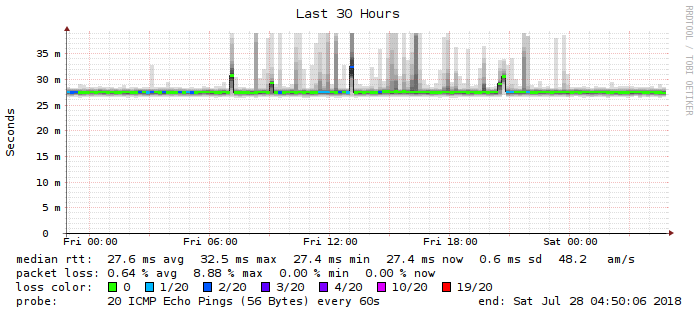 Last 30 Hours
RRDTOOL / TOBI OETIKER
Seconds
35 m
30 m
25 m
20 m
15 m
10 m
5 m
0
Fri 00:00 Fri 06:00 Fri 12:00 Fri 18:00 Sat 00:00
median rtt: 27.6 ms avg 32.5 ms max 27.4 ms min 27.4 ms now 0.6 ms sd 48.2 am/s
packet loss: 0.64 % avg 8.88 % max 0.00 % min 0.00 % now
loss color: 0 1/20 2/20 3/20 4/20 10/20 19/20
probe: 20 ICMP Echo Pings (56 Bytes) every 60s end: Sat Jul 28 04:50:06 2018